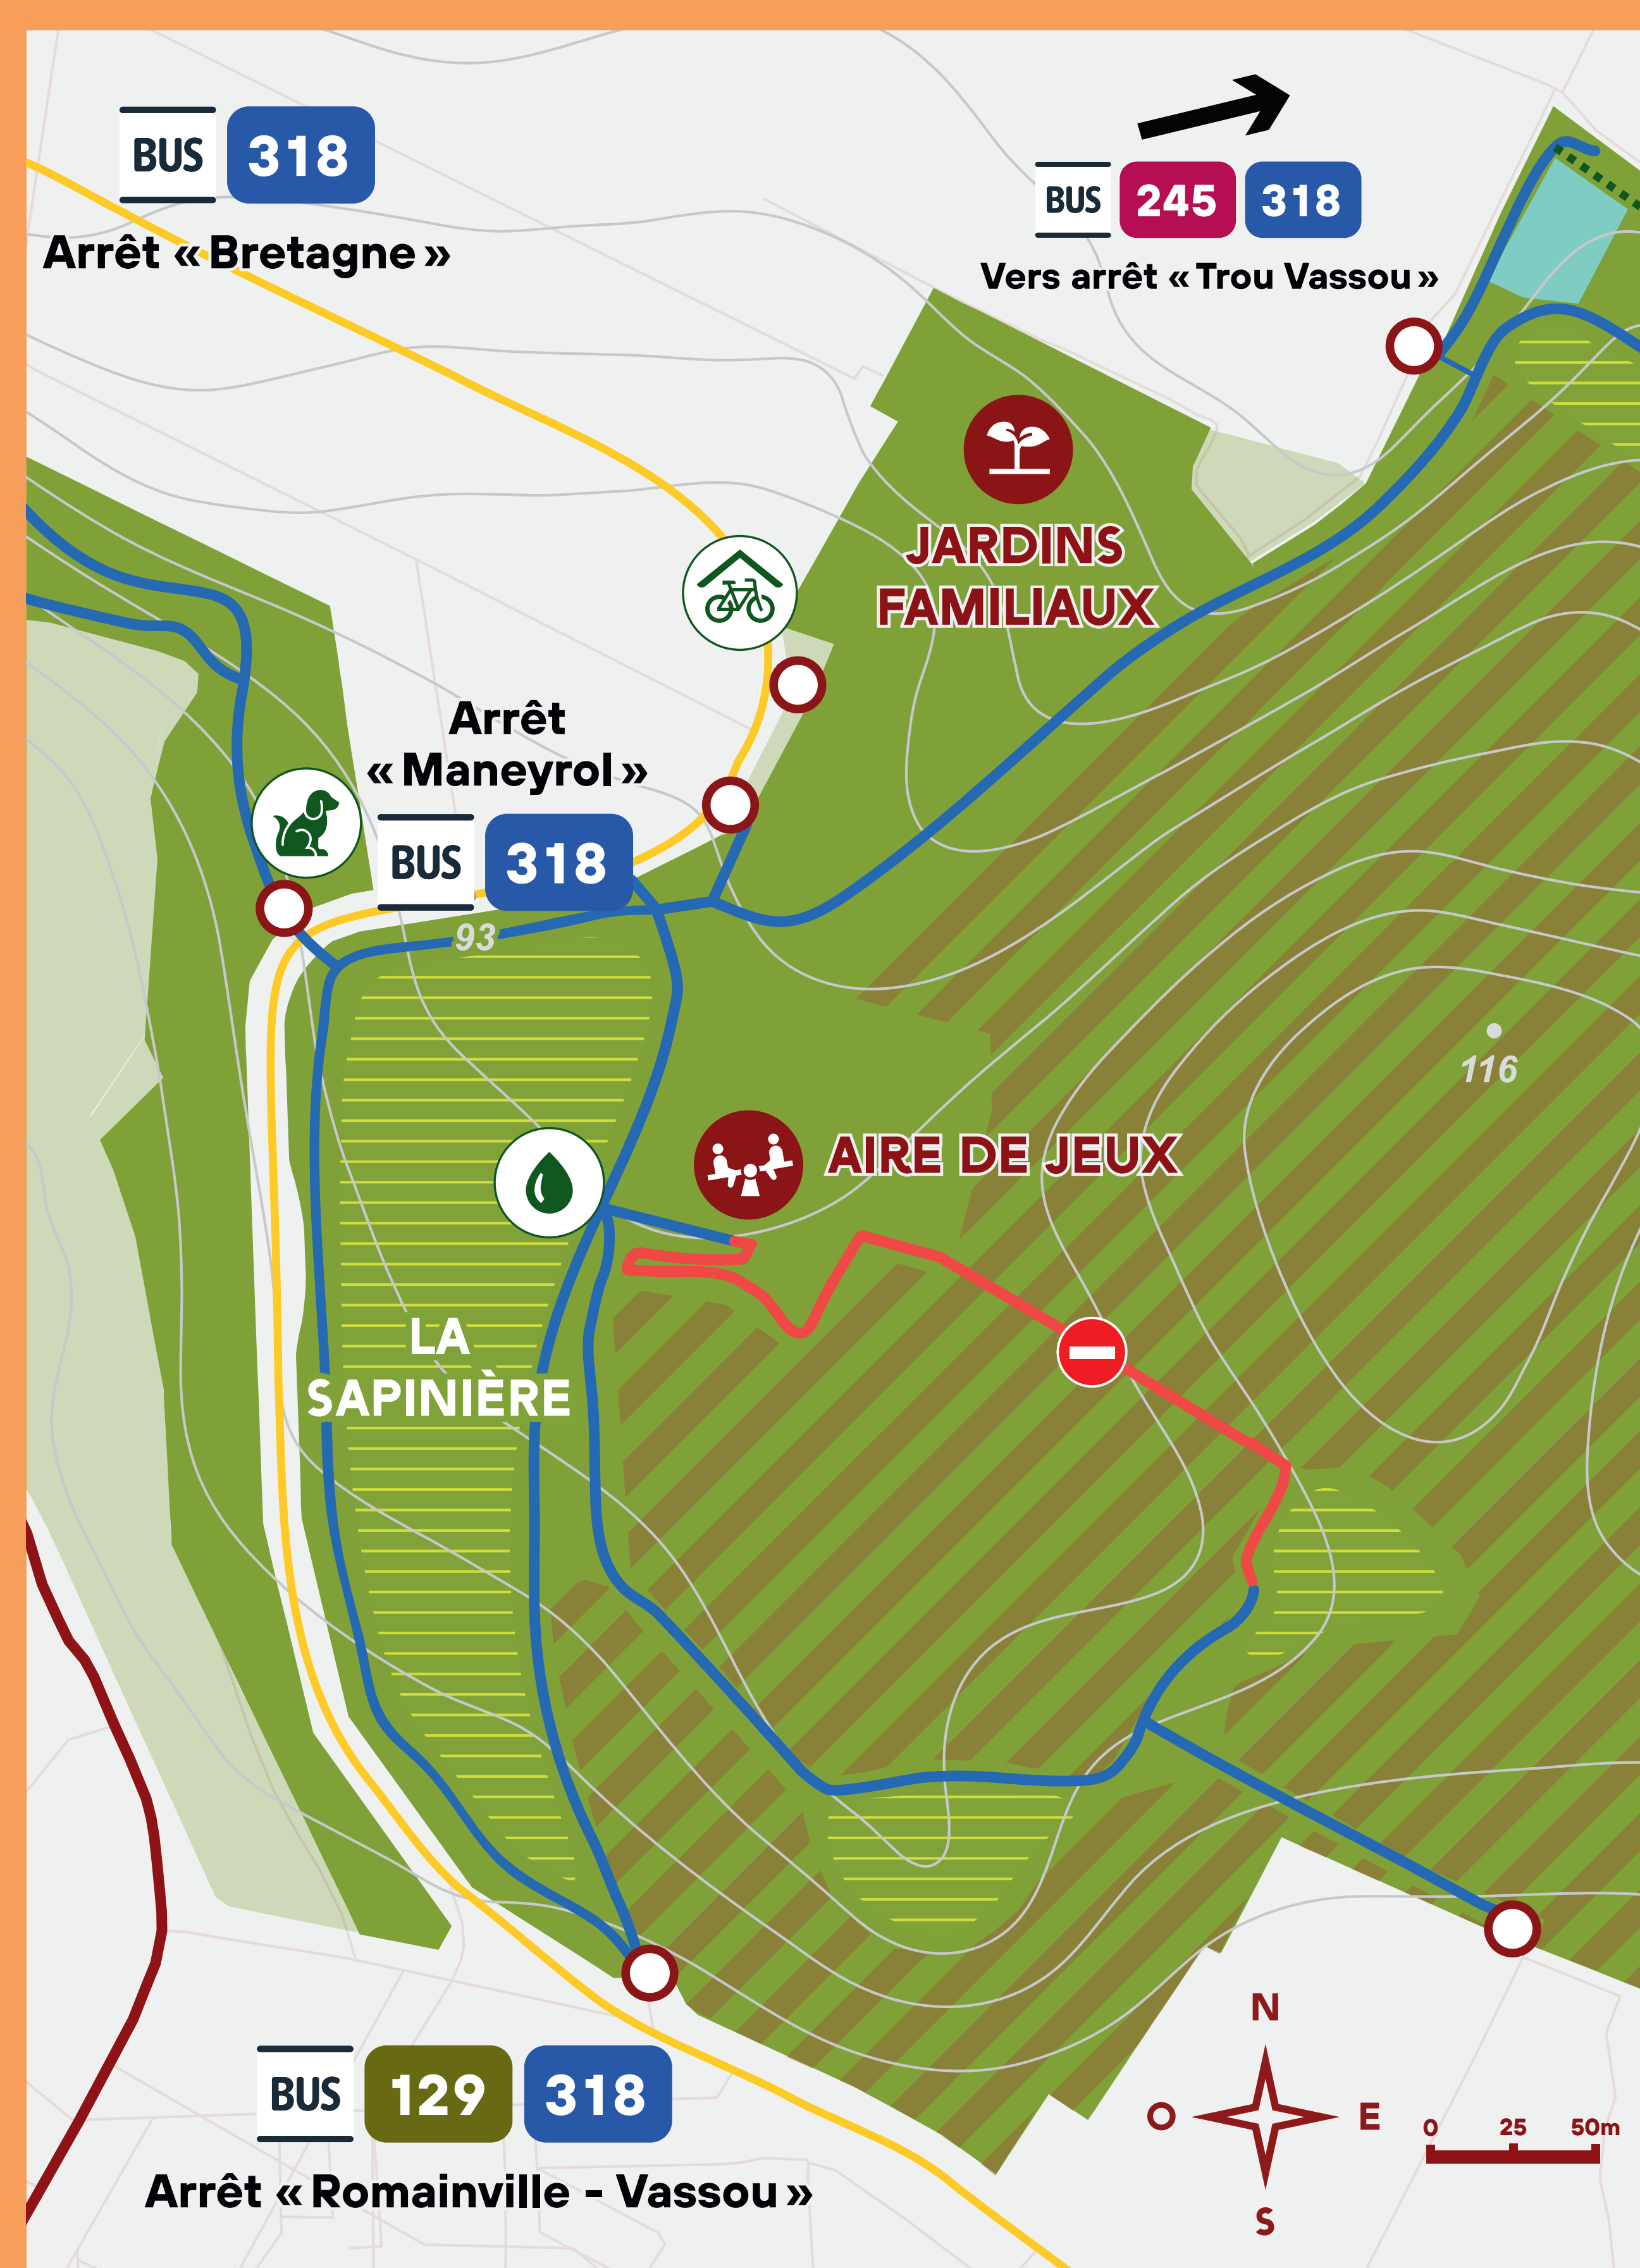 BUS 318
Arrêt « Bretagne »
BUS 245 318
Vers arrêt « Trou Vassou »
JARDINS
FAMILIAUX
Arrêt
« Maneyrol »
BUS 318
93
116
AIRE DE JEUX
LA
SAPINIÈRE
N
O E
S
0 25 50m
BUS 129 318
Arrêt « Romainville - Vassou »